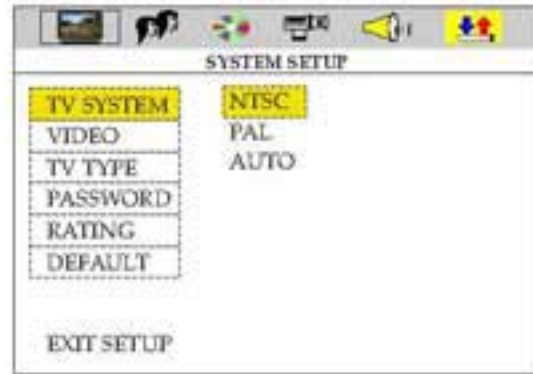 SYSTEM SETUP
TV SYSTEM NTSC
VIDEO PAL
TV TYPE AUTO
PASSWORD
RATING
DEFAULT
EXIT SETUP